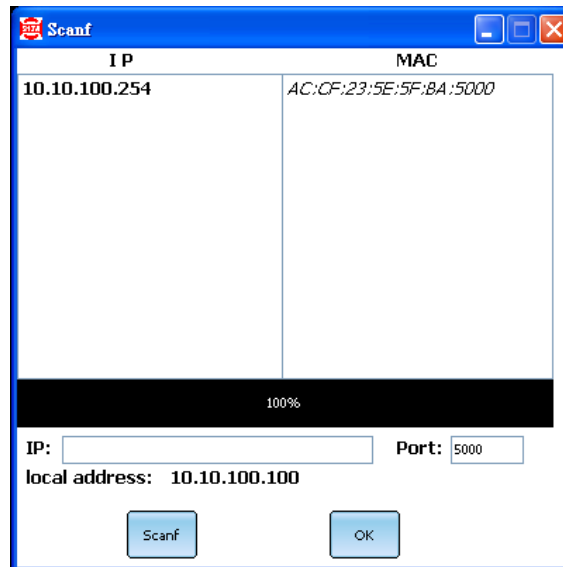 Scanf
I P MAC
10.10.100.254 AC:CF:23:5E:5F:BA:5000
100%
IP: Port: 5000
local address: 10.10.100.100
Scanf OK